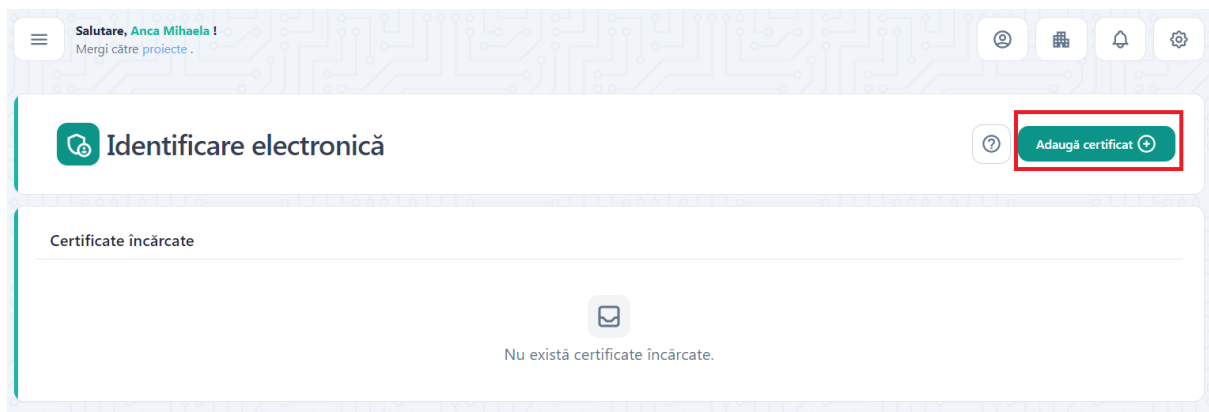 Salutare, Anca Mihaela !
Mergi către proiecte .
Identificare electronică
Adaugă certificat
Certificate încărcate
Nu există certificate încărcate.